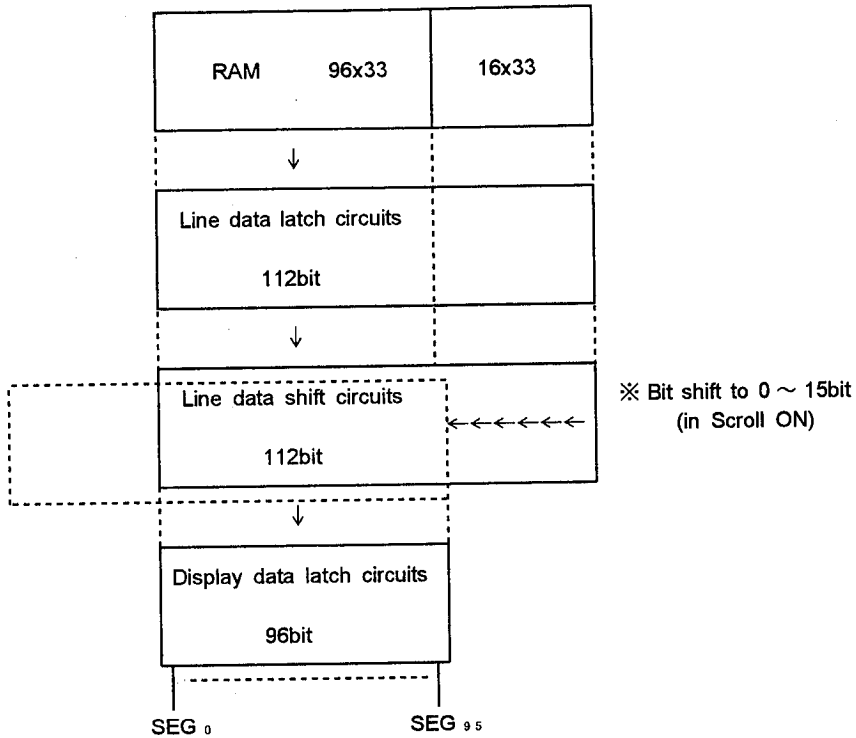 RAM 96x33 16x33
Line data latch circuits
112bit
Line data shift circuits
112bit
※ Bit shift to 0 ～ 15bit
(in Scroll ON)
Display data latch circuits
96bit
SEG 0 SEG 95